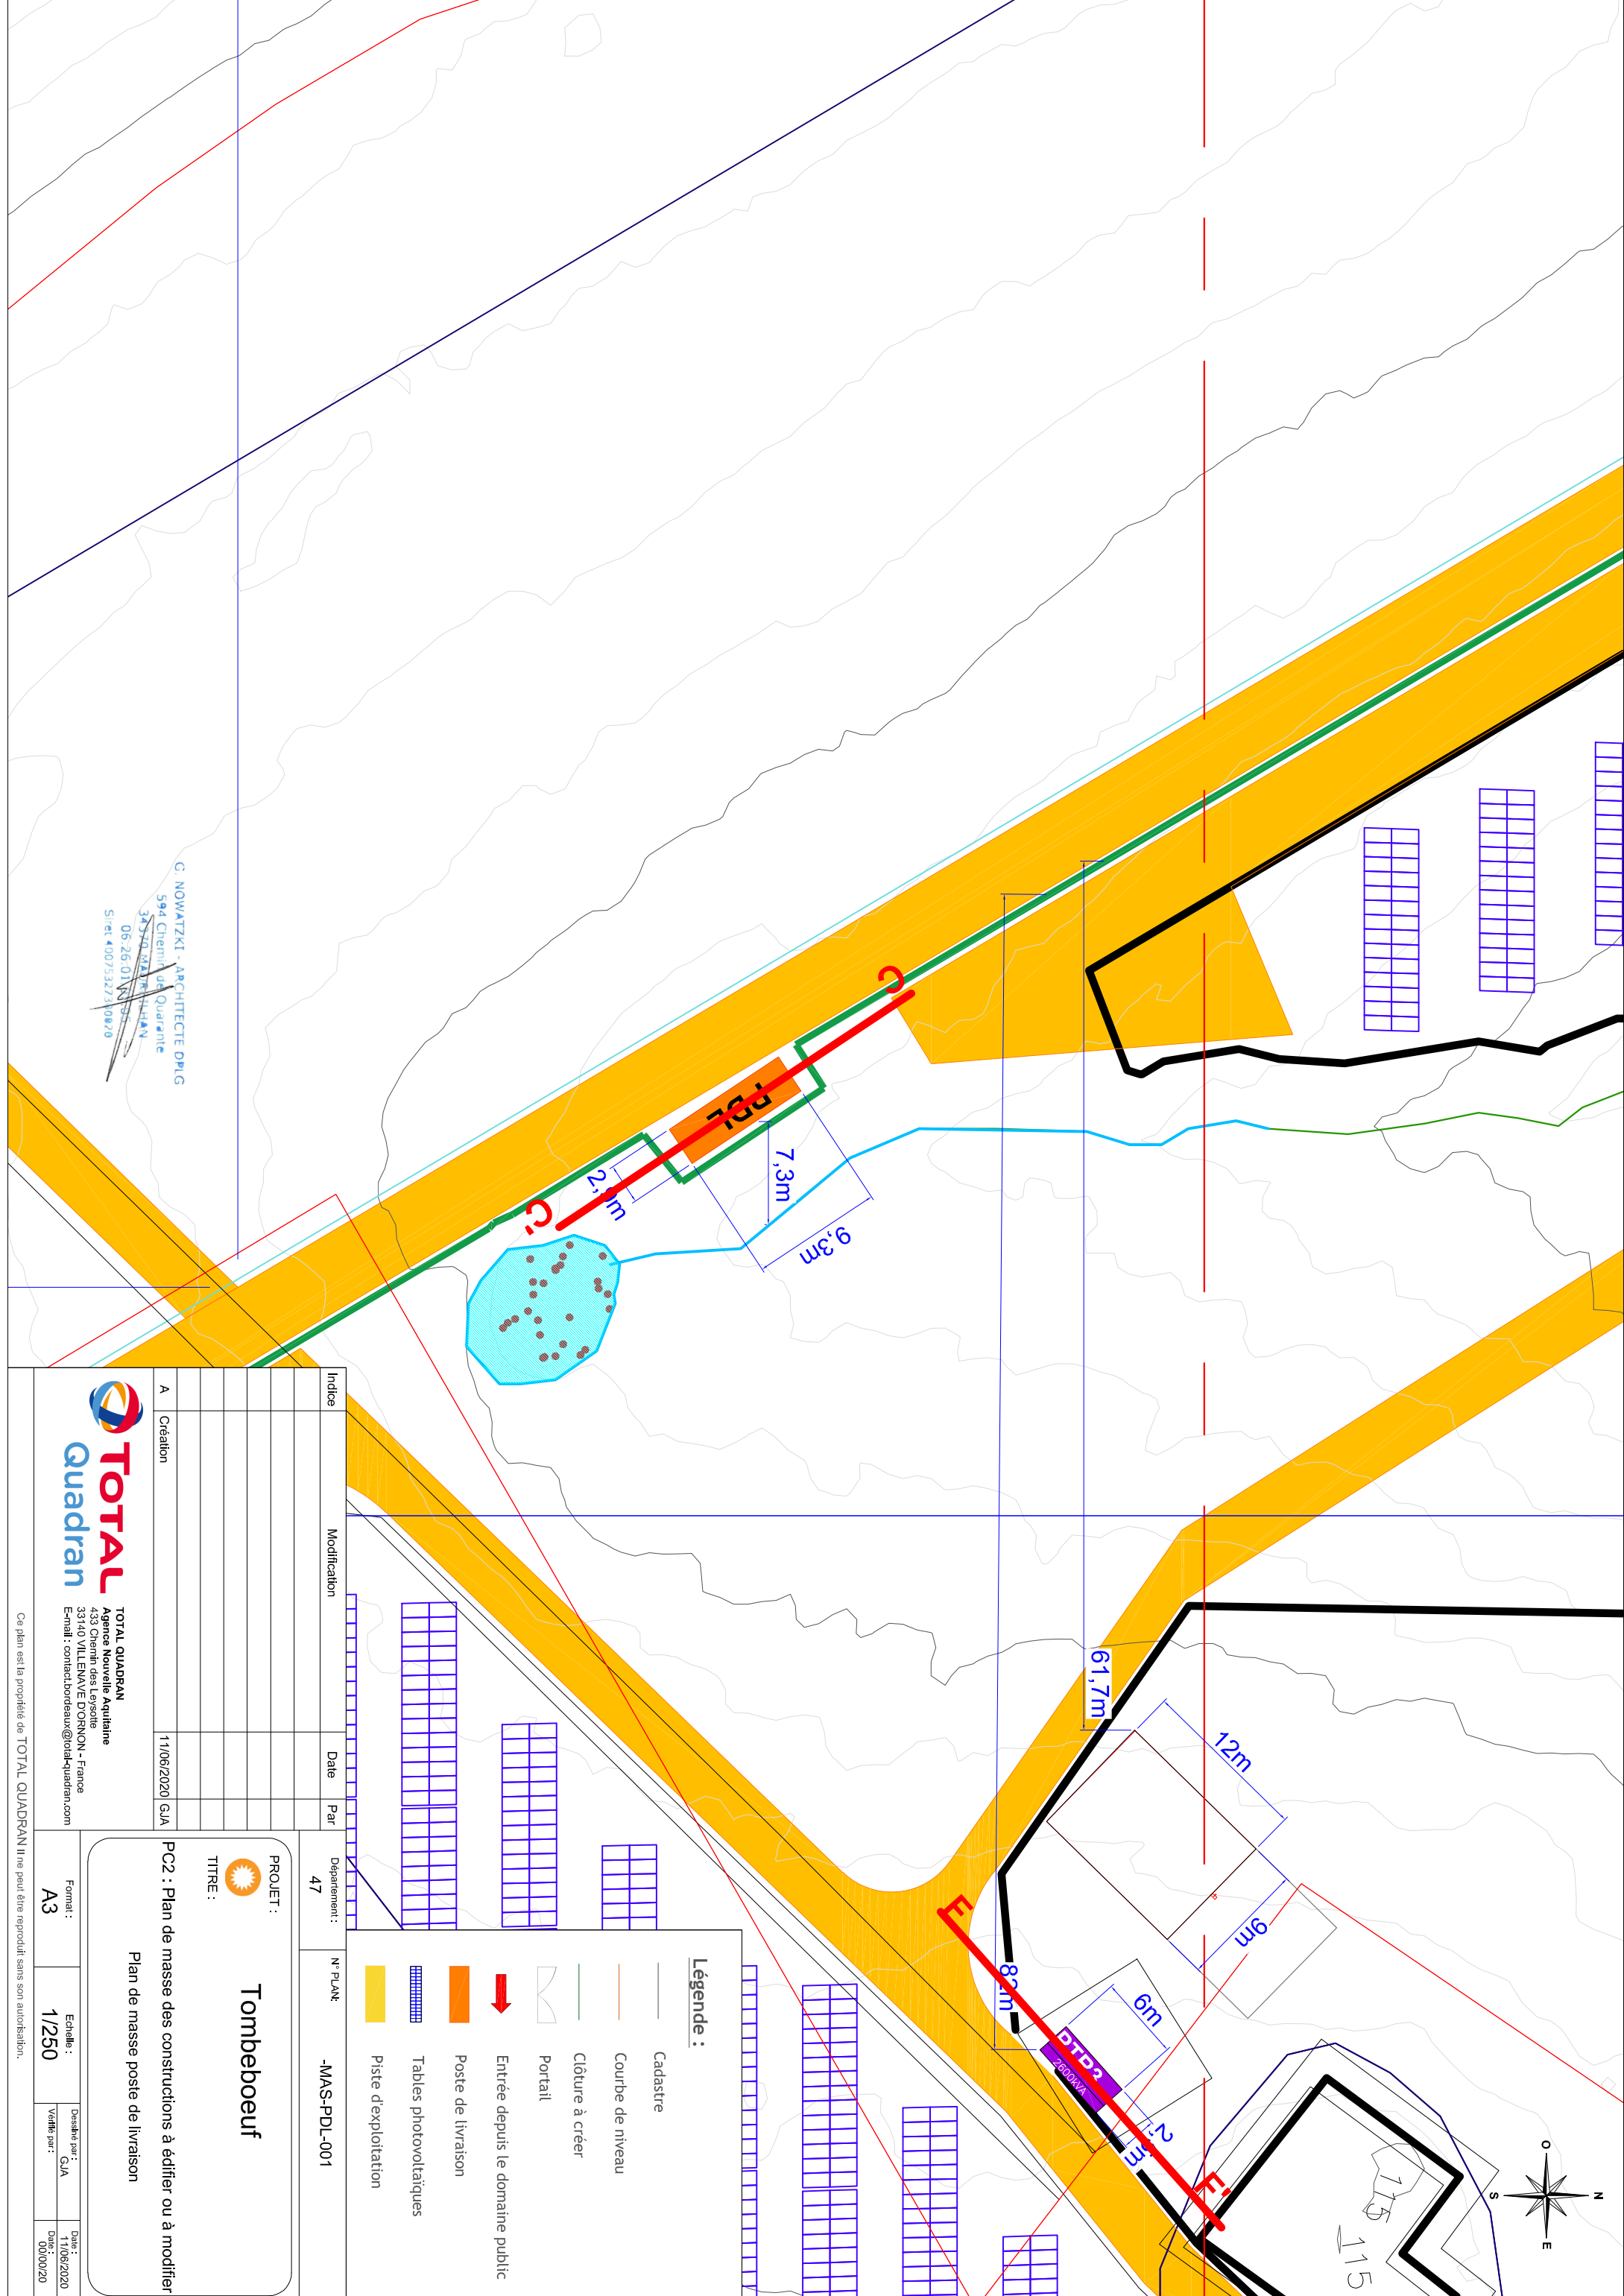 C
C'
PDL
7,3m
9,3m
61,7m
12m
9m
6m
E
E'
PTR2
2600kVA
115
115
N
O
E
S
Légende :
Cadastre
Courbe de niveau
Clôture à créer
Portail
Entrée depuis le domaine public
Poste de livraison
Tables photovoltaïques
Piste d'exploitation
G. NOWATZKI - ARCHITECTE DPLG
594 Chemin de Quarante
Indice
Modification
Date
Par
A
Création
11/06/2020
GJA
TOTAL
Quadran
TOTAL QUADRAN
Agence Nouvelle Aquitaine
433 Chemin des Leysotte
33140 VILLENAVE D'ORNON - France
E-mail : contact.bordeaux@total-quadran.com
Département :
47
N° PLAN:
-MAS-PDL-001
PROJET :
Tombeboeuf
TITRE :
PC2 : Plan de masse des constructions à édifier ou à modifier
Plan de masse poste de livraison
Format :
A3
Echelle :
1/250
Dessiné par :
GJA
Date :
11/06/2020
Vérifié par :
Date :
00/00/20
Ce plan est la propriété de TOTAL QUADRAN Il ne peut être reproduit sans son autorisation.